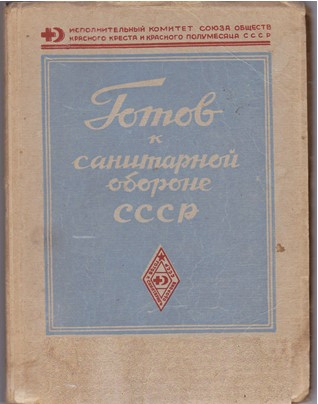 ИСПОЛНИТЕЛЬНЫЙ КОМИТЕТ СОЮЗА ОБЩЕСТВ
КРАСНОГО КРЕСТА И КРАСНОГО ПОЛУМЕСЯЦА СССР
Готов
к
санитарной
обороне
СССР